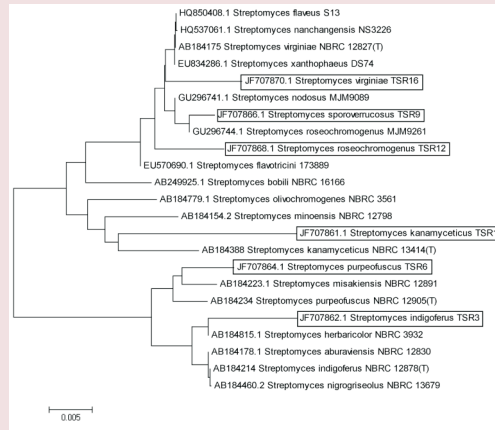 HQ850408.1 Streptomyces flaveus S13
HQ537061.1 Streptomyces nanchangensis NS3226
AB184175 Streptomyces virginiae NBRC 12827(T)
EU834286.1 Streptomyces xanthophaeus DS74
JF707870.1 Streptomyces virginiae TSR16
GU296741.1 Streptomyces nodosus MJM9089
JF707866.1 Streptomyces sporoverrucosus TSR9
GU296744.1 Streptomyces roseochromogenus MJM9261
JF707868.1 Streptomyces roseochromogenus TSR12
EU570690.1 Streptomyces flavotricini 173889
AB249925.1 Streptomyces bobili NBRC 16166
AB184779.1 Streptomyces olivochromogenes NBRC 3561
AB184154.2 Streptomyces minoensis NBRC 12798
JF707861.1 Streptomyces kanamyceticus TSR1
AB184388 Streptomyces kanamyceticus NBRC 13414(T)
JF707864.1 Streptomyces purpeofuscus TSR6
AB184223.1 Streptomyces misakiensis NBRC 12891
AB184234 Streptomyces purpeofuscus NBRC 12905(T)
JF707862.1 Streptomyces indigoferus TSR3
AB184815.1 Streptomyces herbaricolor NBRC 3932
AB184178.1 Streptomyces aburaviensis NBRC 12830
AB184214 Streptomyces indigoferus NBRC 12878(T)
AB184460.2 Streptomyces nigrogriseolus NBRC 13679
0.005